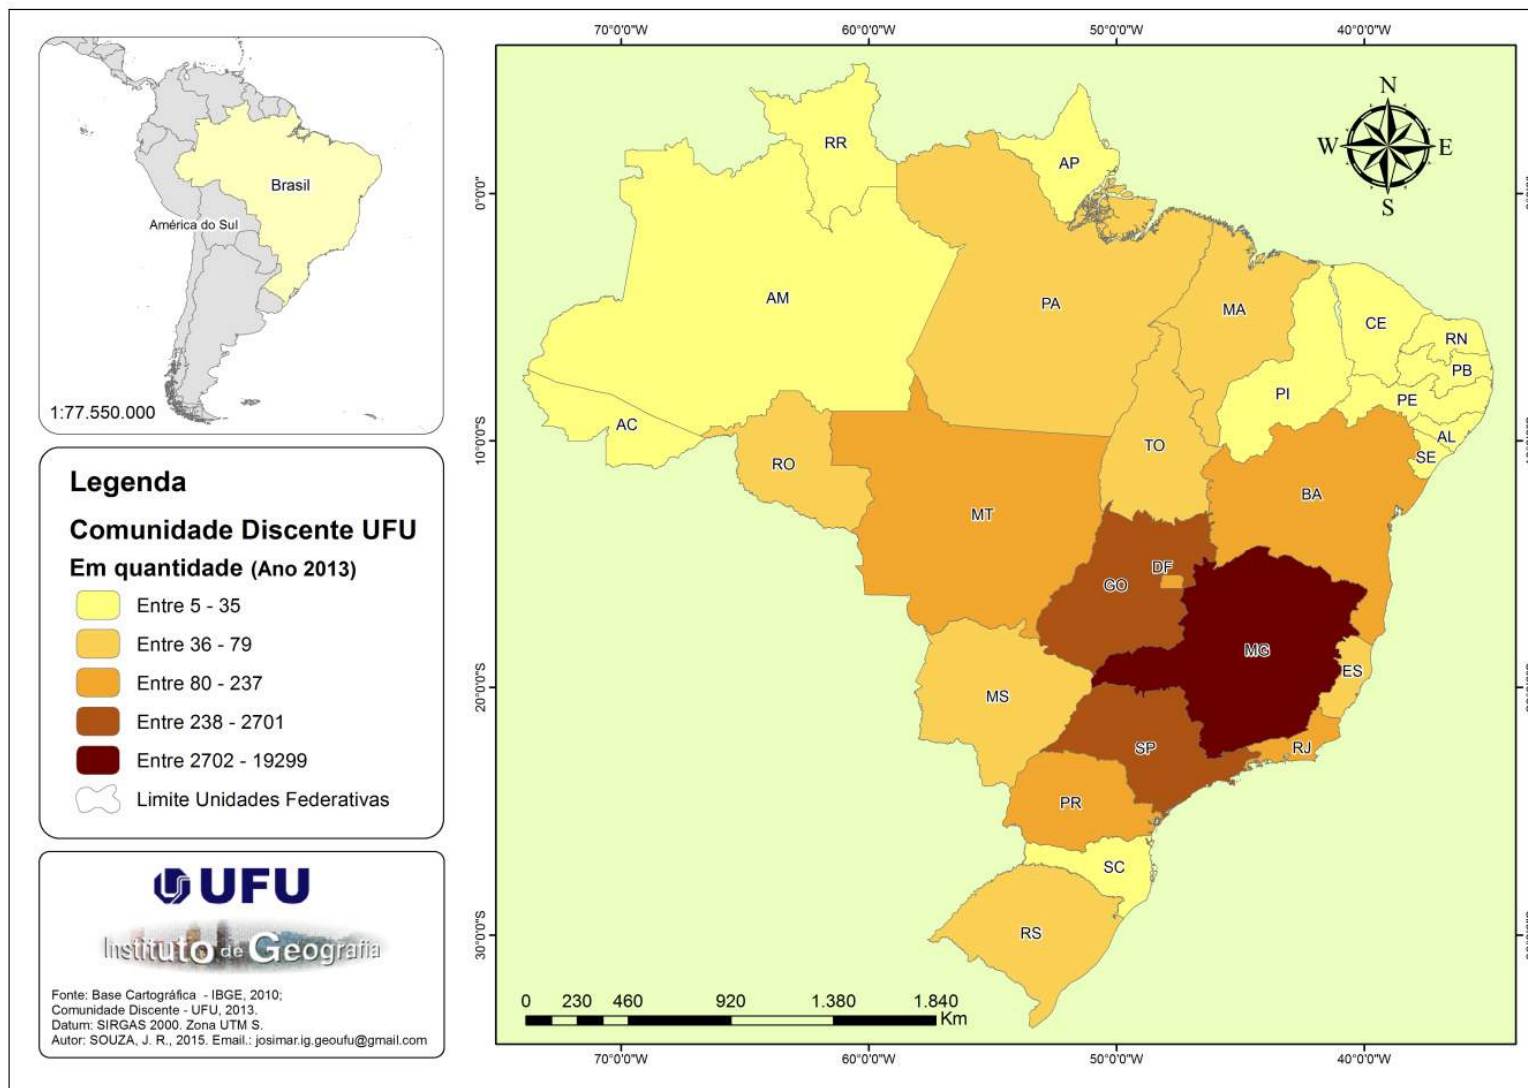 Brasil
América do Sul
1:77.550.000
Legenda
Comunidade Discente UFU
Em quantidade (Ano 2013)
Entre 5 - 35
Entre 36 - 79
Entre 80 - 237
Entre 238 - 2701
Entre 2702 - 19299
Limite Unidades Federativas
UFU
Instituto de Geografia
Fonte: Base Cartográfica - IBGE, 2010;
Comunidade Discente - UFU, 2013.
Datum: SIRGAS 2000. Zona UTM S.
Autor: SOUZA, J. R., 2015. Email.: josimar.ig.geoufu@gmail.com
70°0'0"W 60°0'0"W 50°0'0"W 40°0'0"W
N
W E
S
0°0'0"
10°0'0"S
20°0'0"S
30°0'0"S
RR
AP
AM
PA
MA
CE
RN
PB
PI
PE
AC
AL
SE
RO
TO
BA
MT
DF
GO
MG
ES
MS
SP
RJ
PR
SC
RS
0 230 460 920 1.380 1.840
Km
70°0'0"W 60°0'0"W 50°0'0"W 40°0'0"W